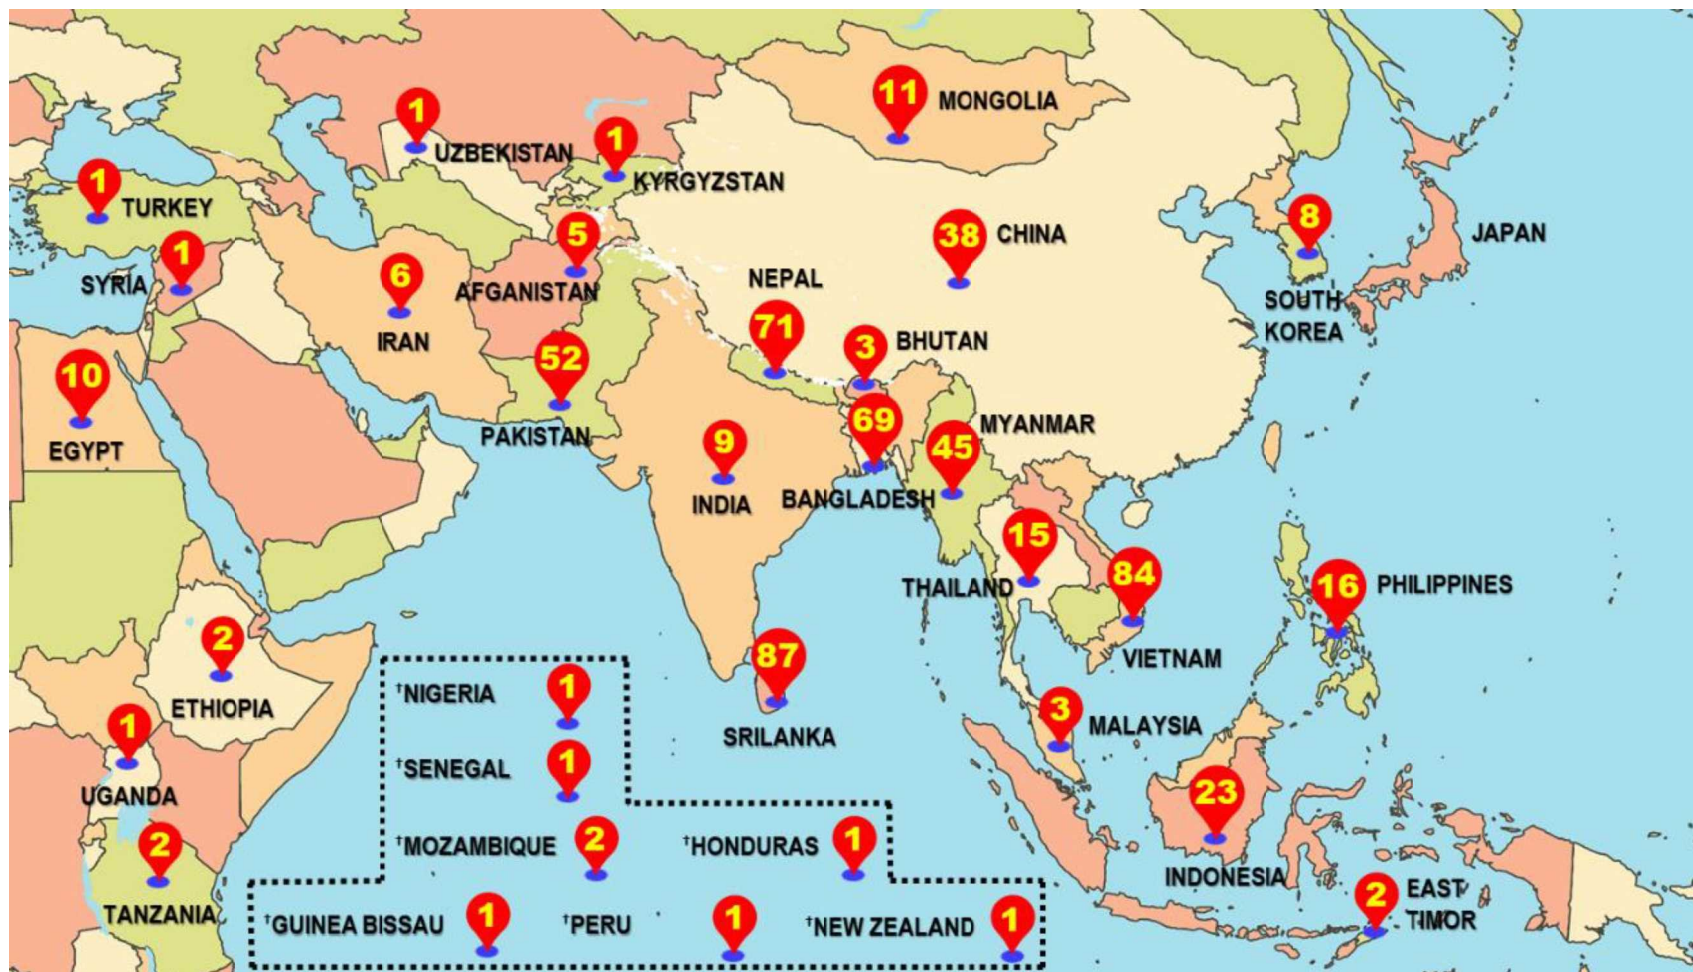 11
MONGOLIA
1
UZBEKISTAN
1
KYRGYZSTAN
1
TURKEY
5
AFGANISTAN
38
CHINA
8
SOUTH
KOREA
JAPAN
1
SYRIA
6
IRAN
NEPAL
71
3
BHUTAN
52
PAKISTAN
10
EGYPT
9
INDIA
69
BANGLADESH
45
MYANMAR
15
THAILAND
84
VIETNAM
16
PHILIPPINES
2
ETHIOPIA
87
SRILANKA
1
UGANDA
3
MALAYSIA
23
INDONESIA
2
TANZANIA
2
EAST
TIMOR
†NIGERIA 1
†SENEGAL 1
†MOZAMBIQUE 2 †HONDURAS 1
†GUINEA BISSAU 1 †PERU 1 †NEW ZEALAND 1